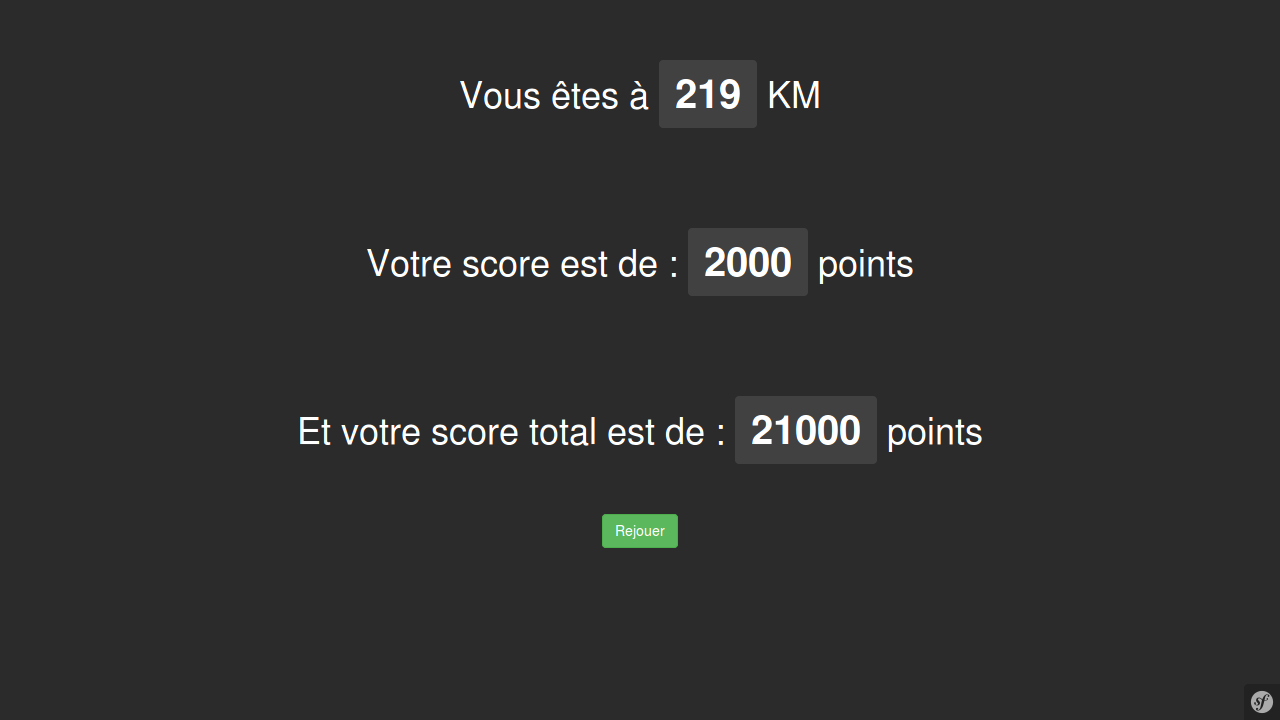 Vous êtes à 219 KM
Votre score est de : 2000 points
Et votre score total est de : 21000 points
Rejouer
sf